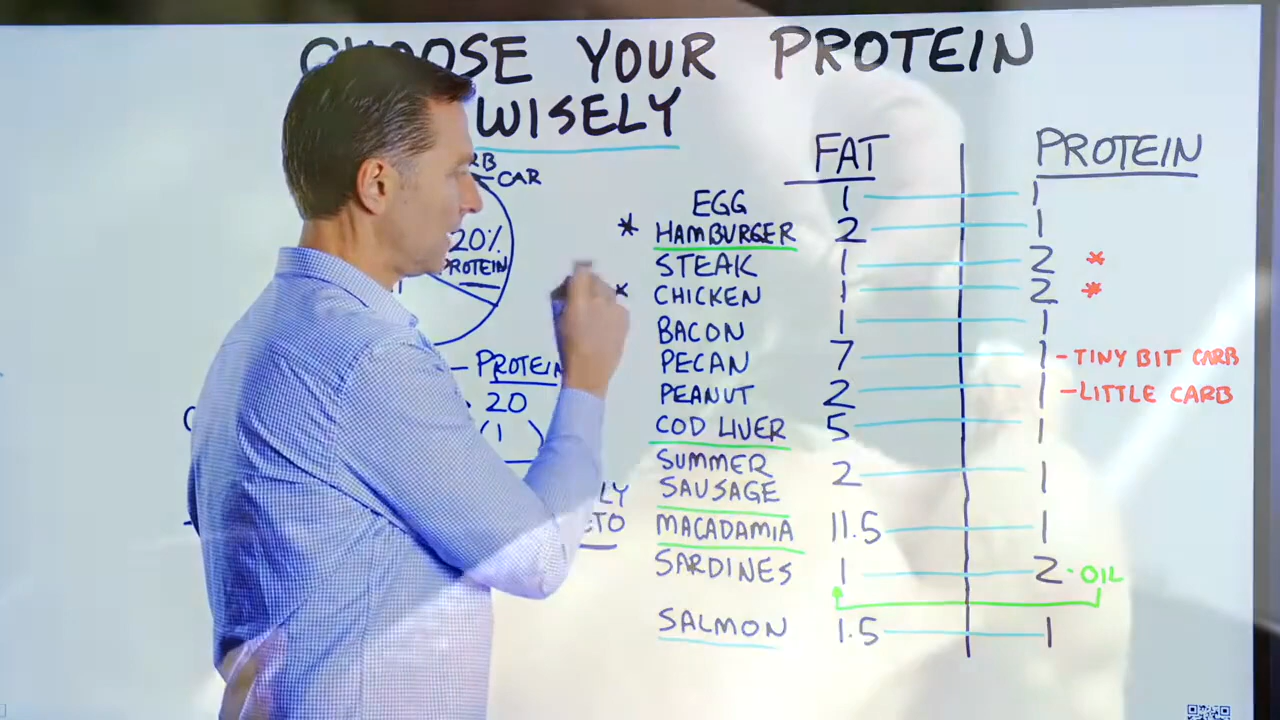 CHOOSE YOUR PROTEIN
WISELY
CAR
20%
PROTEIN
PROTEIN
20
1
FAT PROTEIN
EGG 1 1
* HAMBURGER 2 1
STEAK 1 2 *
* CHICKEN 1 2 *
BACON 1 1
PECAN 7 1 - TINY BIT CARB
PEANUT 2 1 - LITTLE CARB
COD LIVER 5 1
SUMMER
SAUSAGE 2 1
MACADAMIA 11.5 1
SARDINES 1 2 · OIL
SALMON 1.5 1